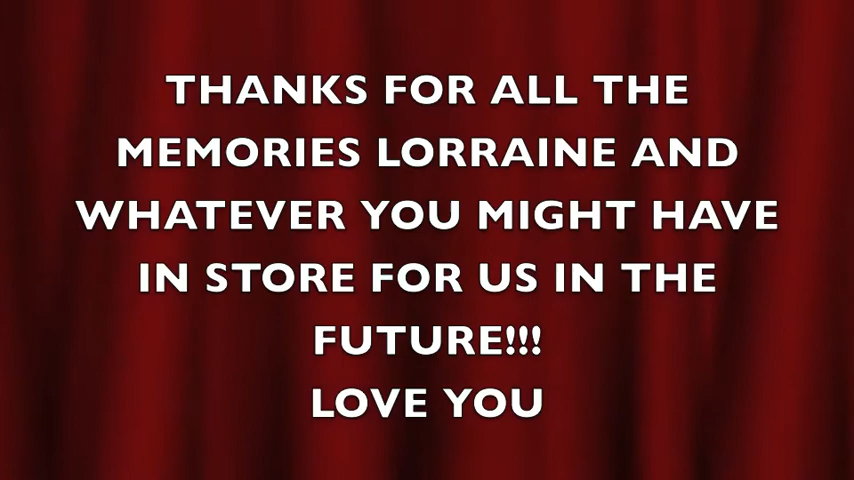 THANKS FOR ALL THE
MEMORIES LORRAINE AND
WHATEVER YOU MIGHT HAVE
IN STORE FOR US IN THE
FUTURE!!!
LOVE YOU